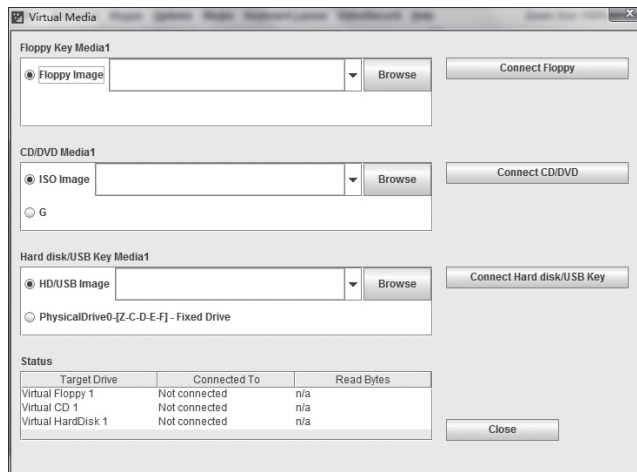 Virtual Media
Floppy Key Media1
Floppy Image
Browse
Connect Floppy
CD/DVD Media1
ISO Image
Browse
Connect CD/DVD
G
Hard disk/USB Key Media1
HD/USB Image
Browse
Connect Hard disk/USB Key
PhysicalDrive0-[Z-C-D-E-F] - Fixed Drive
Status
Target Drive Connected To Read Bytes
Virtual Floppy 1 Not connected n/a
Virtual CD 1 Not connected n/a
Virtual HardDisk 1 Not connected n/a
Close